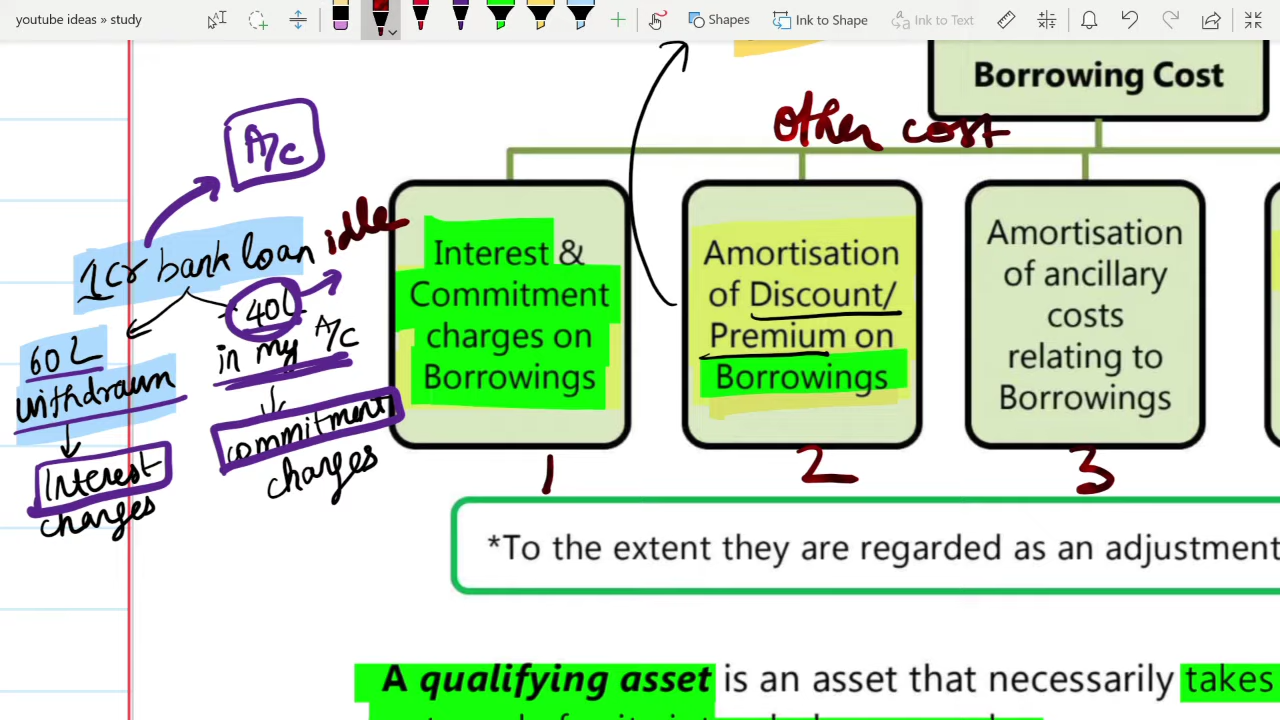 youtube ideas » study
Shapes
Ink to Shape
Ink to Text
Borrowing Cost
other cost
A/c
1cr bank loan idle
40L
in my A/C
60L
withdrawn
commitment
charges
Interest
charges
Interest &
Commitment
charges on
Borrowings
1
Amortisation
of Discount/
Premium on
Borrowings
2
Amortisation
of ancillary
costs
relating to
Borrowings
3
*To the extent they are regarded as an adjustment
A qualifying asset is an asset that necessarily takes